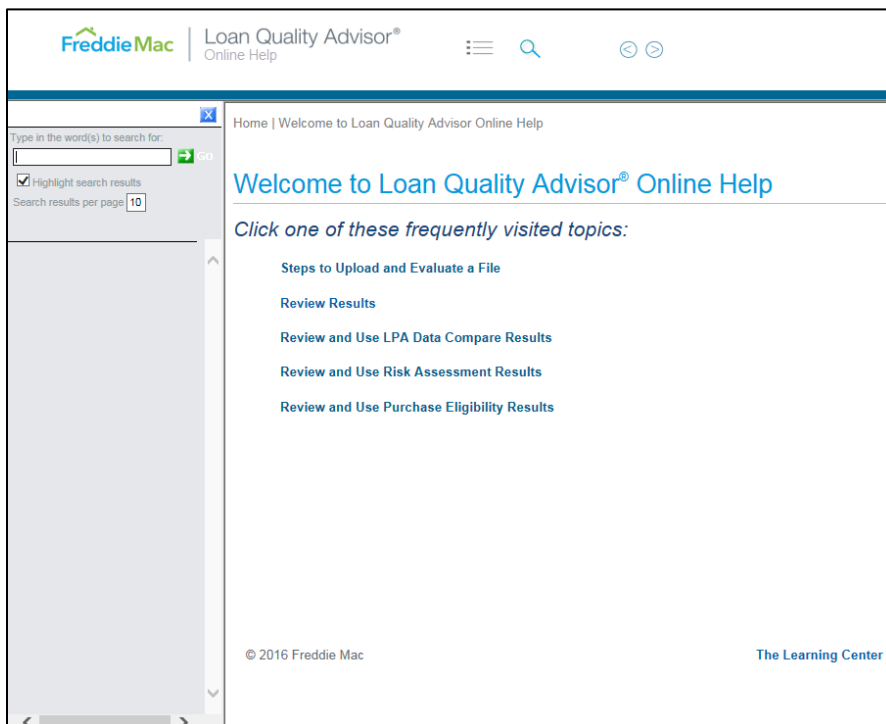 FreddieMac
Loan Quality Advisor®
Online Help
X
Home | Welcome to Loan Quality Advisor Online Help
Type in the word(s) to search for:
GO
Highlight search results
Search results per page 10
Welcome to Loan Quality Advisor® Online Help
Click one of these frequently visited topics:
Steps to Upload and Evaluate a File
Review Results
Review and Use LPA Data Compare Results
Review and Use Risk Assessment Results
Review and Use Purchase Eligibility Results
© 2016 Freddie Mac
The Learning Center